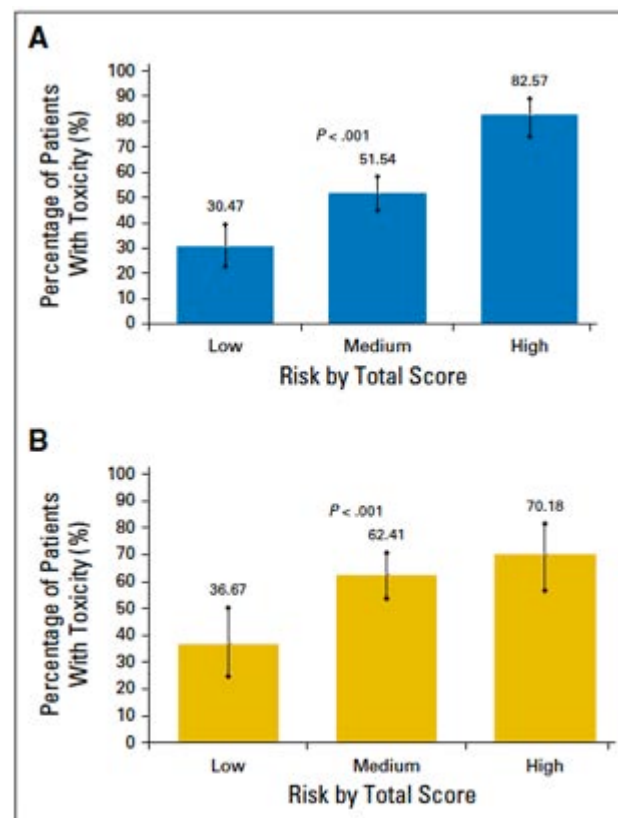 A
Percentage of Patients
With Toxicity (%)
100
90
80
70
60
50
40
30
20
10
0
30.47
P < .001
51.54
82.57
Low
Medium
High
Risk by Total Score
B
Percentage of Patients
With Toxicity (%)
100
90
80
70
60
50
40
30
20
10
0
36.67
P < .001
62.41
70.18
Low
Medium
High
Risk by Total Score